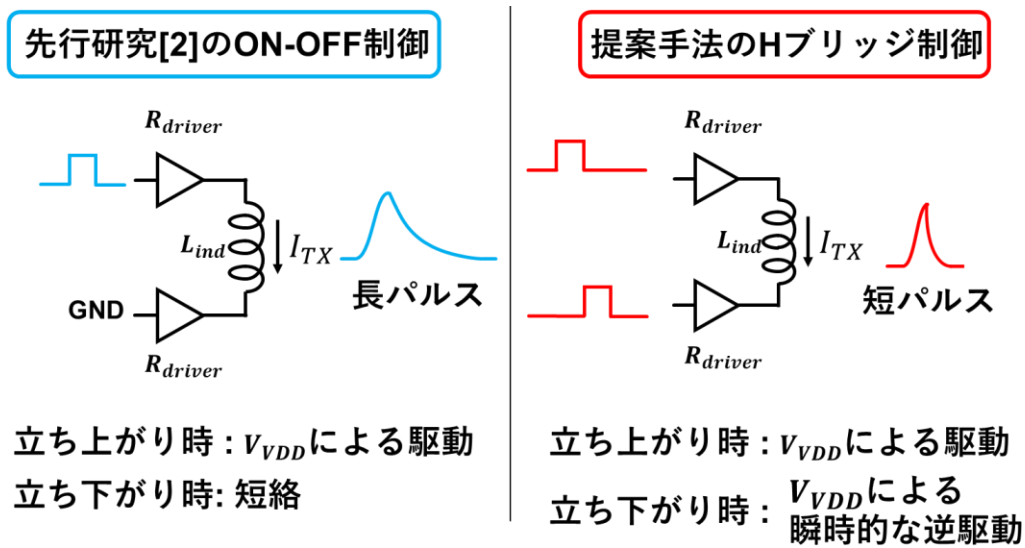 先行研究[2]のON-OFF制御
R_driver
L_ind
I_TX
長パルス
GND
R_driver
立ち上がり時 : V_VDDによる駆動
立ち下がり時: 短絡
提案手法のHブリッジ制御
R_driver
L_ind
I_TX
短パルス
R_driver
立ち上がり時 : V_VDDによる駆動
立ち下がり時 : V_VDDによる
瞬時的な逆駆動